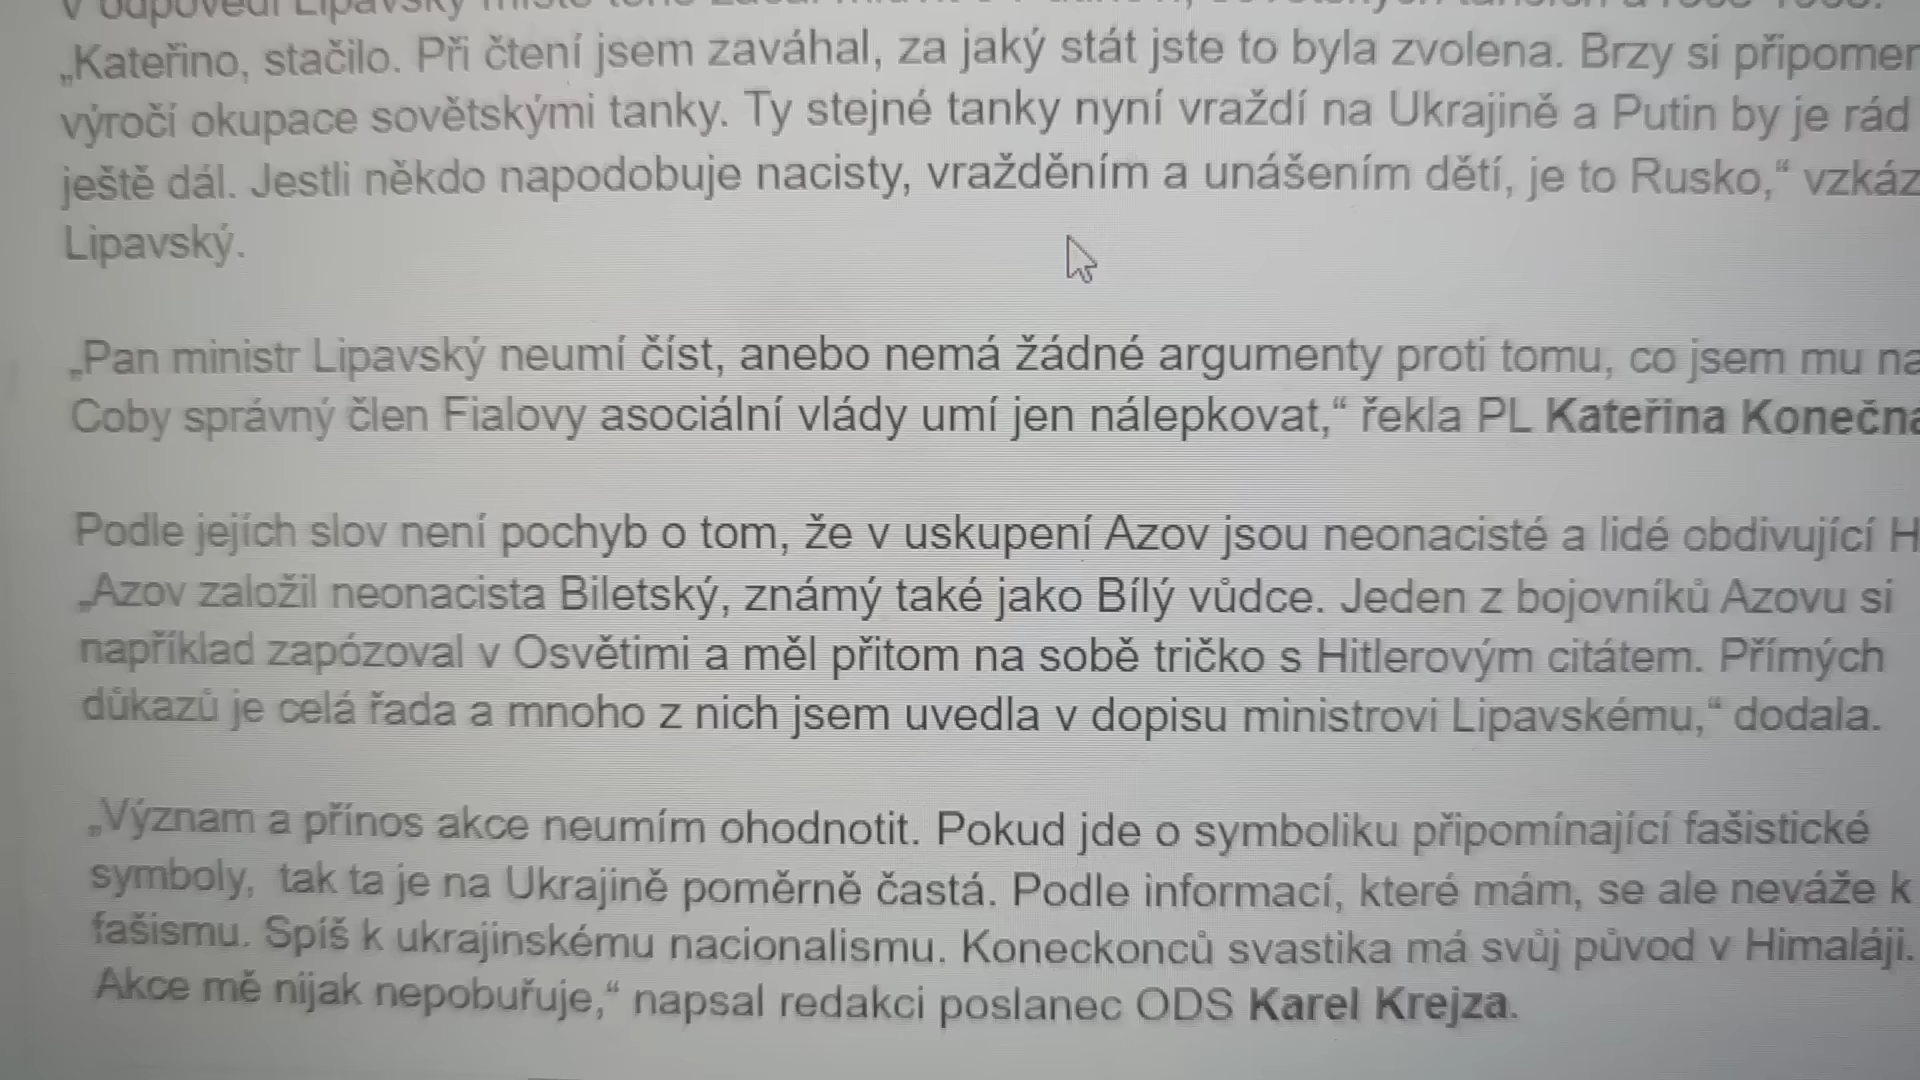 V odpovědi Lipavský místo toho začal mluvit o
„Kateřino, stačilo. Při čtení jsem zaváhal, za jaký stát jste to byla zvolena. Brzy si připomen
výročí okupace sovětskými tanky. Ty stejné tanky nyní vraždí na Ukrajině a Putin by je rád
ještě dál. Jestli někdo napodobuje nacisty, vražděním a unášením dětí, je to Rusko,“ vzkáz
Lipavský.
„Pan ministr Lipavský neumí číst, anebo nemá žádné argumenty proti tomu, co jsem mu na
Coby správný člen Fialovy asociální vlády umí jen nálepkovat,“ řekla PL Kateřina Konečná
Podle jejích slov není pochyb o tom, že v uskupení Azov jsou neonacisté a lidé obdivující H
„Azov založil neonacista Biletský, známý také jako Bílý vůdce. Jeden z bojovníků Azovu si
například zapózoval v Osvětimi a měl přitom na sobě tričko s Hitlerovým citátem. Přímých
důkazů je celá řada a mnoho z nich jsem uvedla v dopisu ministrovi Lipavskému,“ dodala.
„Význam a přínos akce neumím ohodnotit. Pokud jde o symboliku připomínající fašistické
symboly, tak ta je na Ukrajině poměrně častá. Podle informací, které mám, se ale neváže k
fašismu. Spíš k ukrajinskému nacionalismu. Koneckonců svastika má svůj původ v Himaláji.
Akce mě nijak nepobuřuje,“ napsal redakci poslanec ODS Karel Krejza.